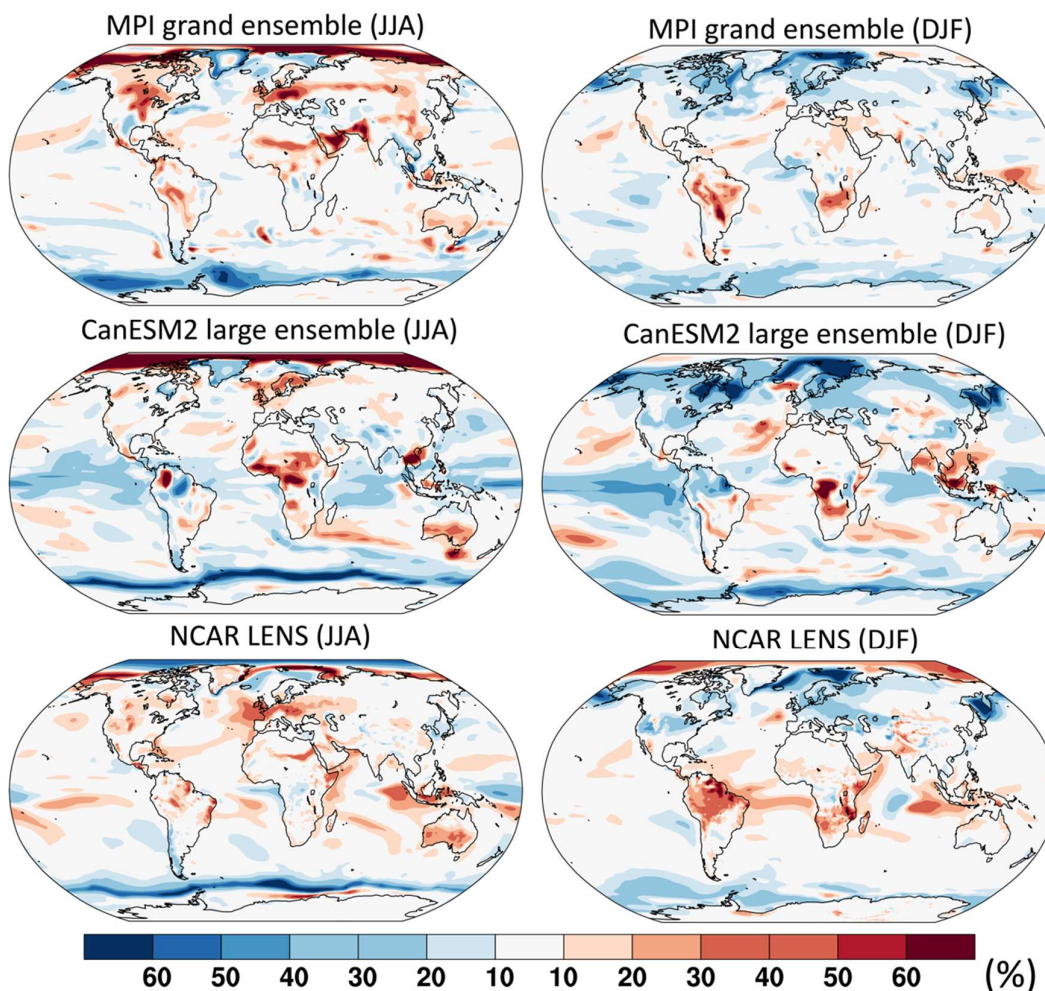 MPI grand ensemble (JJA)
MPI grand ensemble (DJF)
CanESM2 large ensemble (JJA)
CanESM2 large ensemble (DJF)
NCAR LENS (JJA)
NCAR LENS (DJF)
60 50 40 30 20 10 10 20 30 40 50 60 (%)